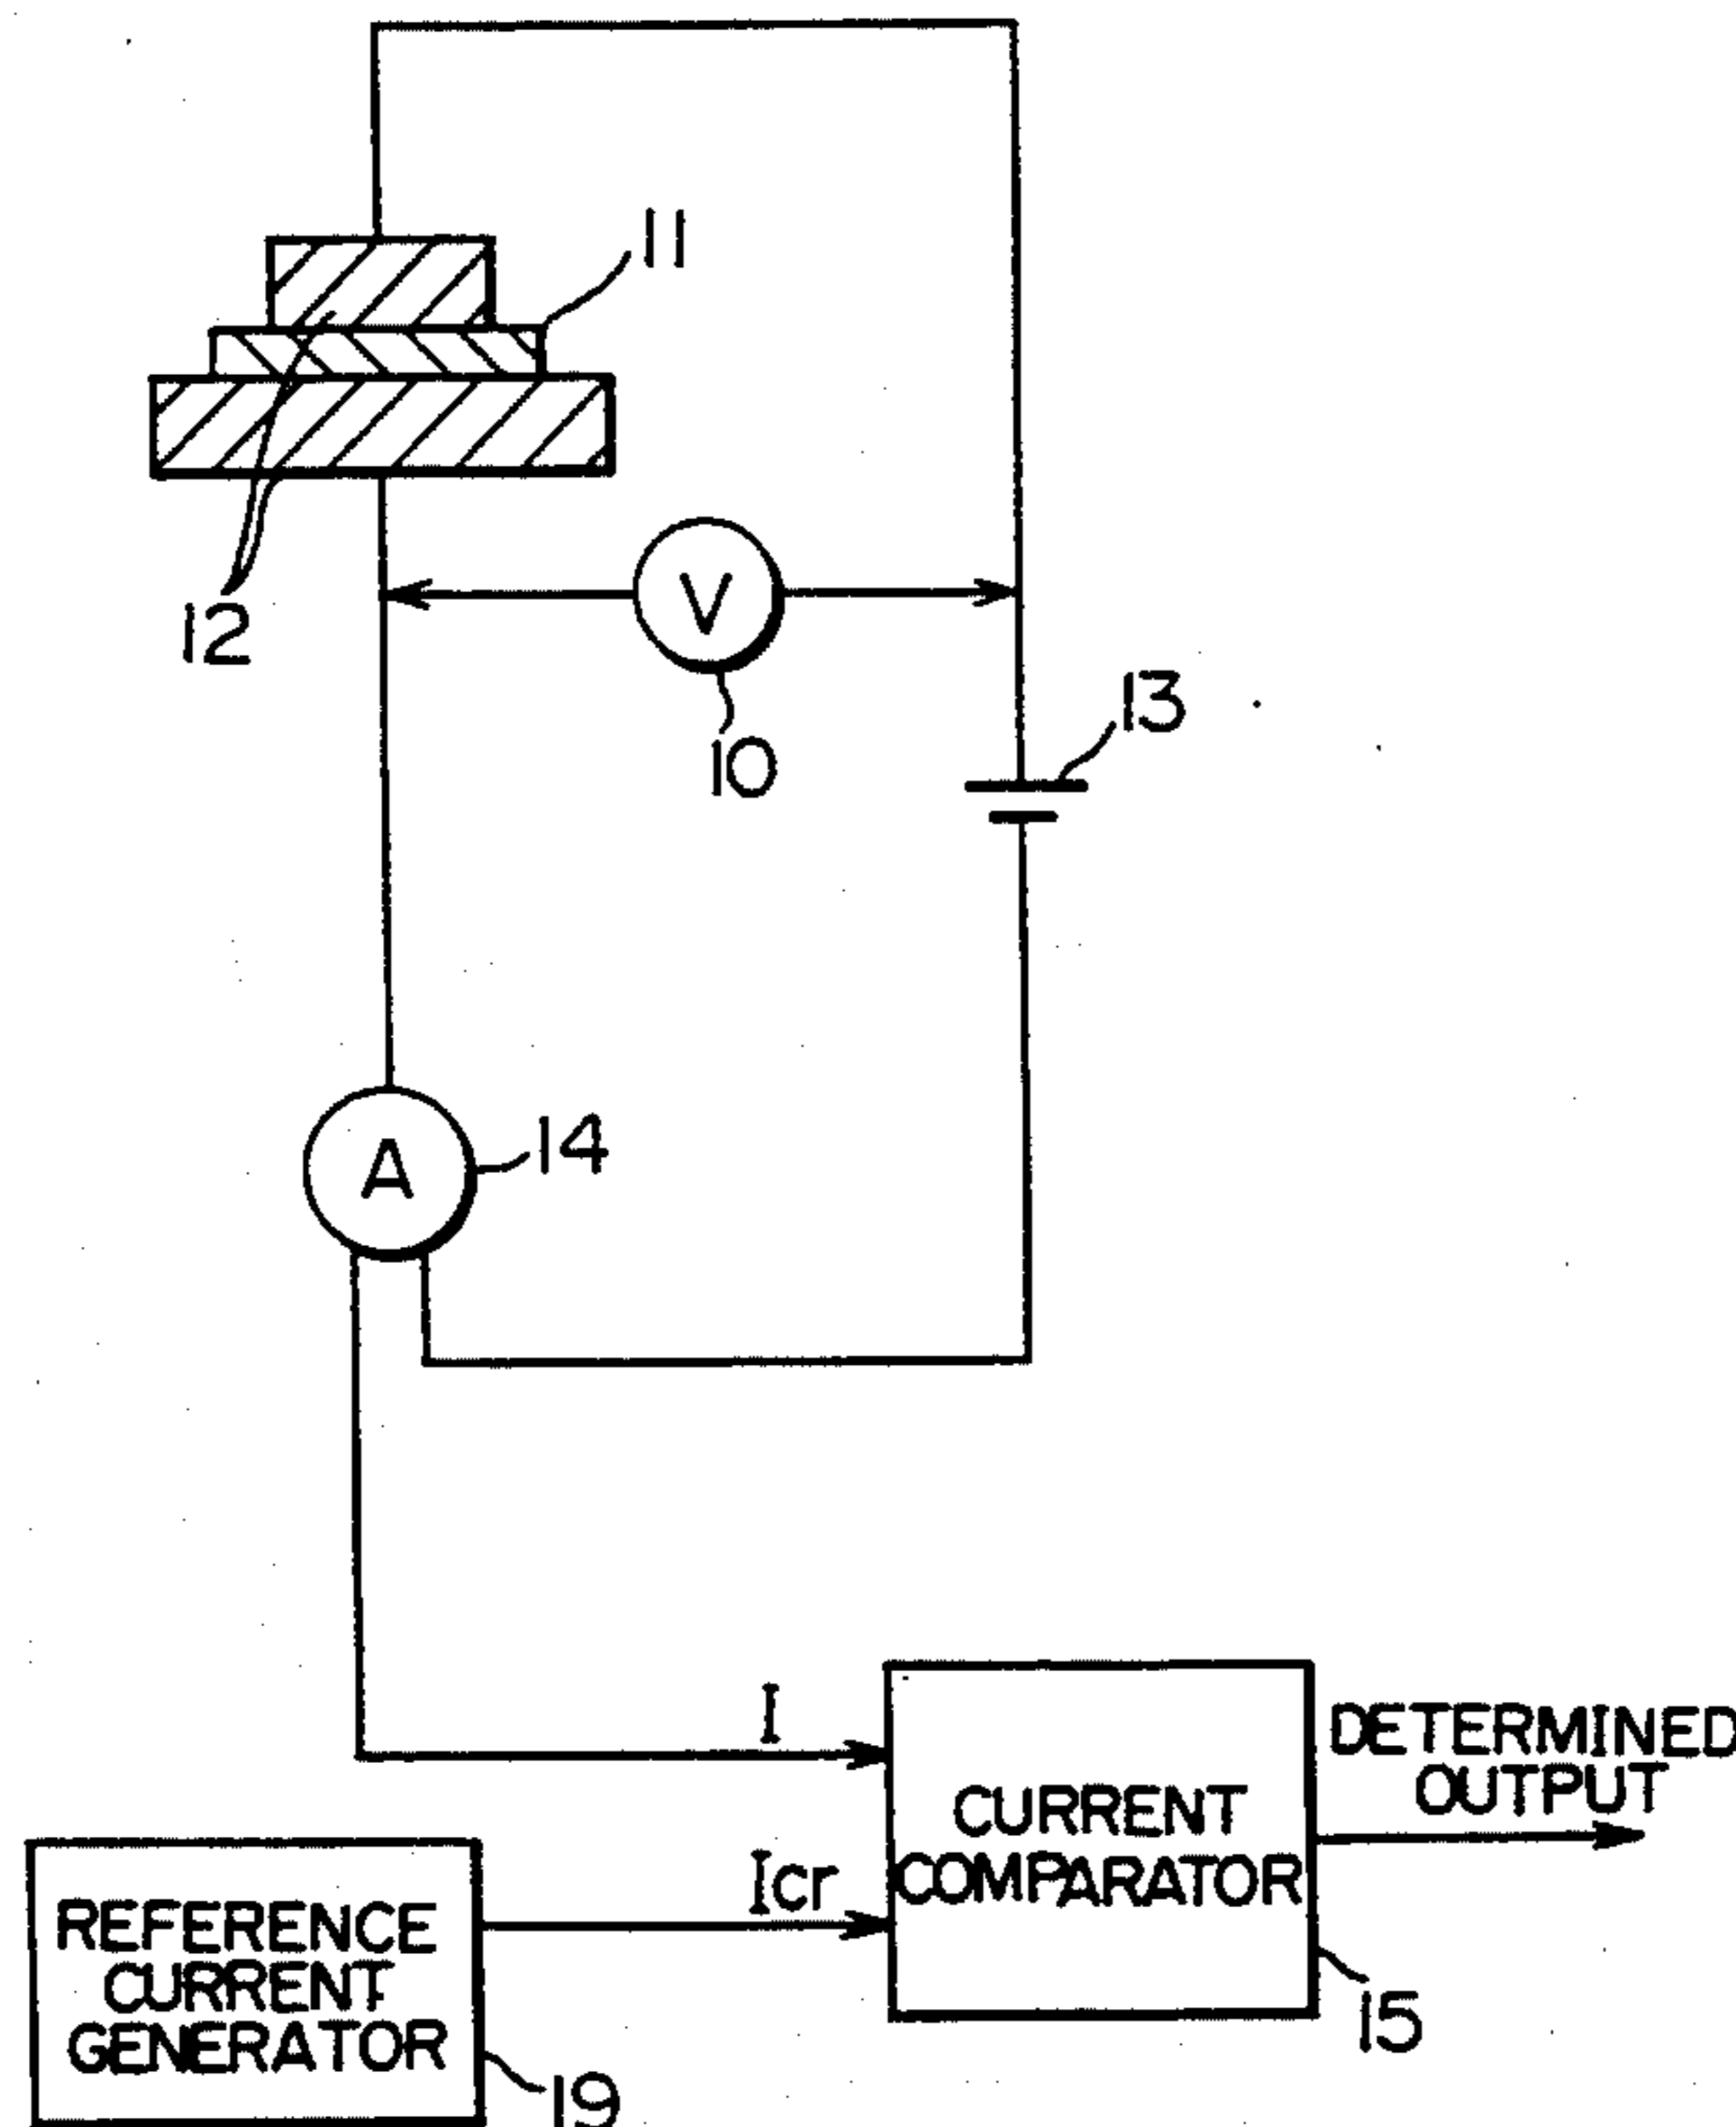 11
12
V
10
13
A
14
I
DETERMINED
OUTPUT
CURRENT
COMPARATOR
Icr
REFERENCE
CURRENT
GENERATOR
15
19